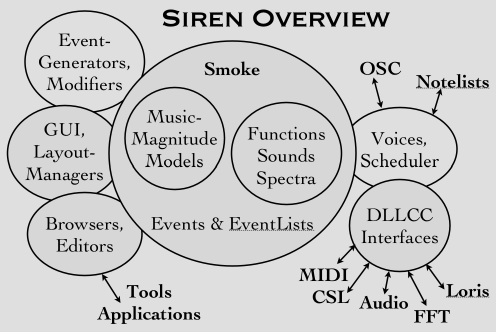 SIREN OVERVIEW
Event-
Generators,
Modifiers
Smoke
OSC
Notelists
Music-
Magnitude
Models
Functions
Sounds
Spectra
GUI,
Layout-
Managers
Voices,
Scheduler
Browsers,
Editors
Events & EventLists
DLLCC
Interfaces
MIDI
CSL
Audio
FFT
Loris
Tools
Applications